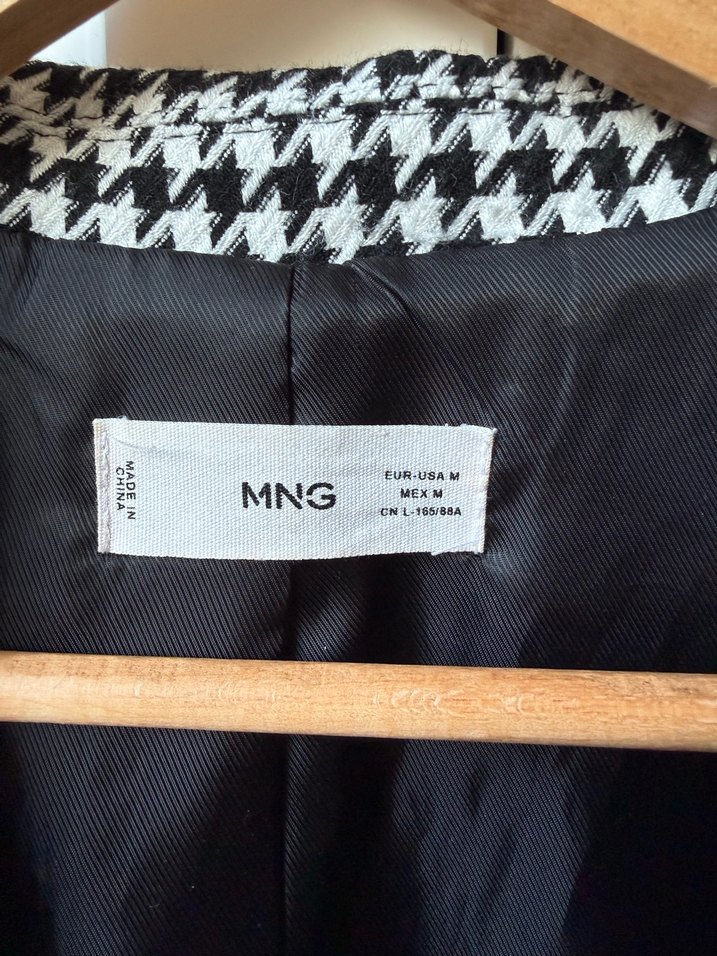 MADE IN
CHINA
MNG
EUR-USA M
MEX M
CN L-165/88A